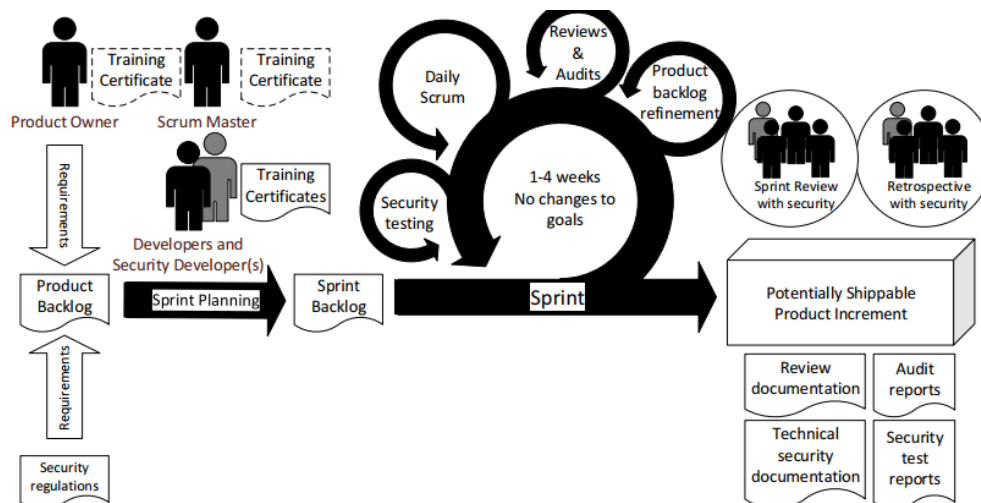 Training
Certificate
Training
Certificate
Product Owner
Scrum Master
Requirements
Training
Certificates
Developers and
Security Developer(s)
Product
Backlog
Sprint Planning
Sprint
Backlog
Requirements
Security
regulations
Daily
Scrum
Reviews
&
Audits
Product
backlog
refinement
Security
testing
1-4 weeks
No changes to
goals
Sprint
Sprint Review
with security
Retrospective
with security
Potentially Shippable
Product Increment
Review
documentation
Audit
reports
Technical
security
documentation
Security
test
reports